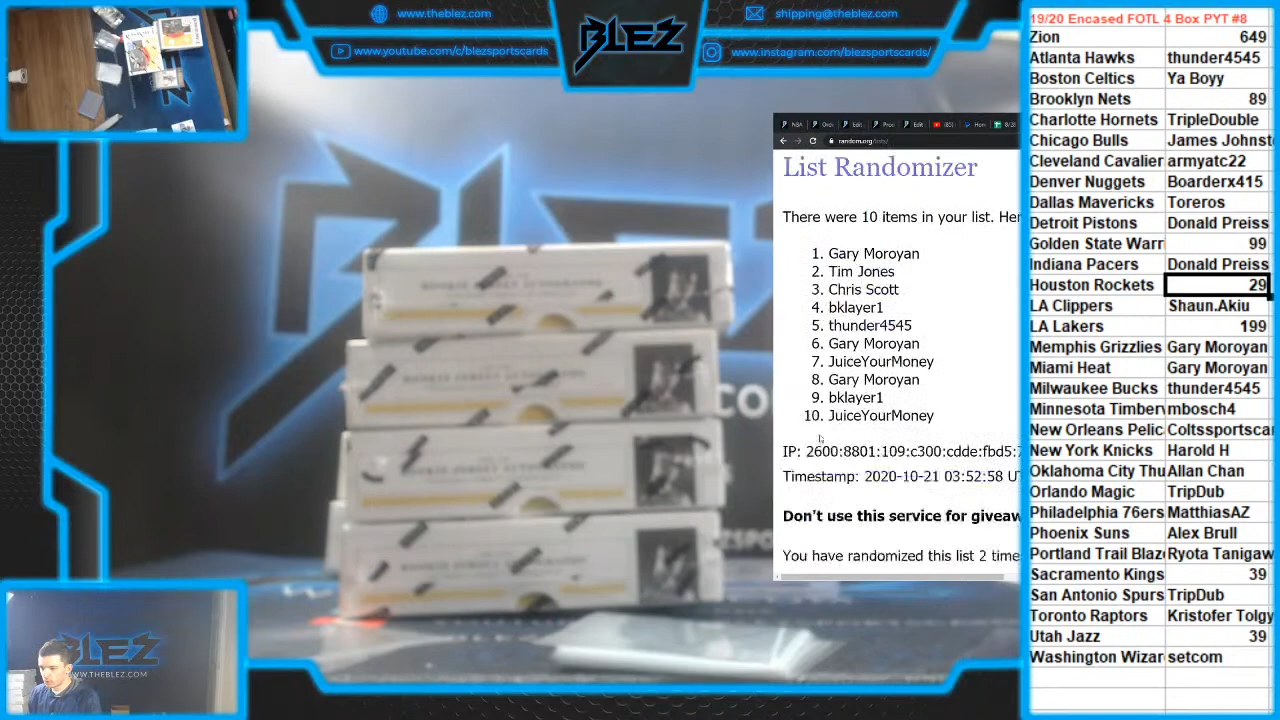 www.theblez.com
www.youtube.com/c/blezsportscards
BLEZ
shipping@theblez.com
www.instagram.com/blezsportscards/
random.org/lists/
List Randomizer
There were 10 items in your list. Her
1. Gary Moroyan
2. Tim Jones
3. Chris Scott
4. bklayer1
5. thunder4545
6. Gary Moroyan
7. JuiceYourMoney
8. Gary Moroyan
9. bklayer1
10. JuiceYourMoney
IP: 2600:8801:109:c300:cdde:fbd5:7
Timestamp: 2020-10-21 03:52:58 U
Don't use this service for giveaw
You have randomized this list 2 time
19/20 Encased FOTL 4 Box PYT #8
Zion 649
Atlanta Hawks thunder4545
Boston Celtics Ya Boyy
Brooklyn Nets 89
Charlotte Hornets TripleDouble
Chicago Bulls James Johnst
Cleveland Cavalier armyatc22
Denver Nuggets Boarderx415
Dallas Mavericks Toreros
Detroit Pistons Donald Preiss
Golden State Warr 99
Indiana Pacers Donald Preiss
Houston Rockets 29
LA Clippers Shaun.Akiu
LA Lakers 199
Memphis Grizzlies Gary Moroyan
Miami Heat Gary Moroyan
Milwaukee Bucks thunder4545
Minnesota Timberv mbosch4
New Orleans Pelic Coltssportscar
New York Knicks Harold H
Oklahoma City Thu Allan Chan
Orlando Magic TripDub
Philadelphia 76ers MatthiasAZ
Phoenix Suns Alex Brull
Portland Trail Blaz Ryota Tanigaw
Sacramento Kings 39
San Antonio Spurs TripDub
Toronto Raptors Kristofer Tolgy
Utah Jazz 39
Washington Wizar setcom
BLEZ
WWW.THEBLEZ.COM